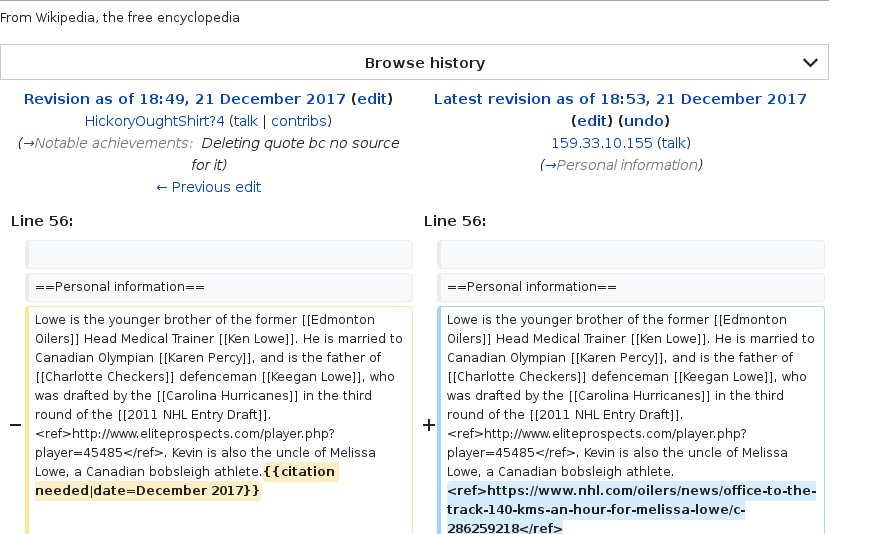 From Wikipedia, the free encyclopedia
Browse history
Revision as of 18:49, 21 December 2017 (edit)
HickoryOughtShirt?4 (talk | contribs)
(→Notable achievements: Deleting quote bc no source
for it)
← Previous edit
Latest revision as of 18:53, 21 December 2017
(edit) (undo)
159.33.10.155 (talk)
(→Personal information)
Line 56:
Line 56:
==Personal information==
==Personal information==
−
Lowe is the younger brother of the former [[Edmonton
Oilers]] Head Medical Trainer [[Ken Lowe]]. He is married to
Canadian Olympian [[Karen Percy]], and is the father of
[[Charlotte Checkers]] defenceman [[Keegan Lowe]], who
was drafted by the [[Carolina Hurricanes]] in the third
round of the [[2011 NHL Entry Draft]].
<ref>http://www.eliteprospects.com/player.php?
player=45485</ref>. Kevin is also the uncle of Melissa
Lowe, a Canadian bobsleigh athlete.{{citation
needed|date=December 2017}}
+
Lowe is the younger brother of the former [[Edmonton
Oilers]] Head Medical Trainer [[Ken Lowe]]. He is married to
Canadian Olympian [[Karen Percy]], and is the father of
[[Charlotte Checkers]] defenceman [[Keegan Lowe]], who
was drafted by the [[Carolina Hurricanes]] in the third
round of the [[2011 NHL Entry Draft]].
<ref>http://www.eliteprospects.com/player.php?
player=45485</ref>. Kevin is also the uncle of Melissa
Lowe, a Canadian bobsleigh athlete.
<ref>https://www.nhl.com/oilers/news/office-to-the-
track-140-kms-an-hour-for-melissa-lowe/c-
286259218</ref>